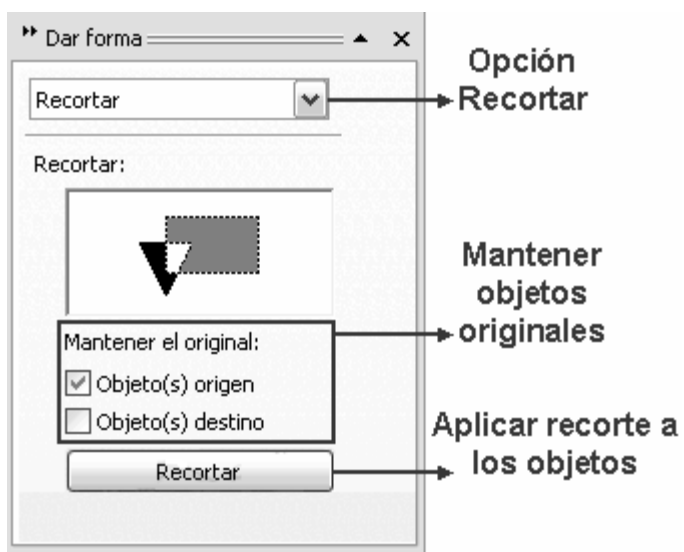 Dar forma
Recortar
Recortar:
Mantener el original:
Objeto(s) origen
Objeto(s) destino
Recortar
Opción
Recortar
Mantener
objetos
originales
Aplicar recorte a
los objetos